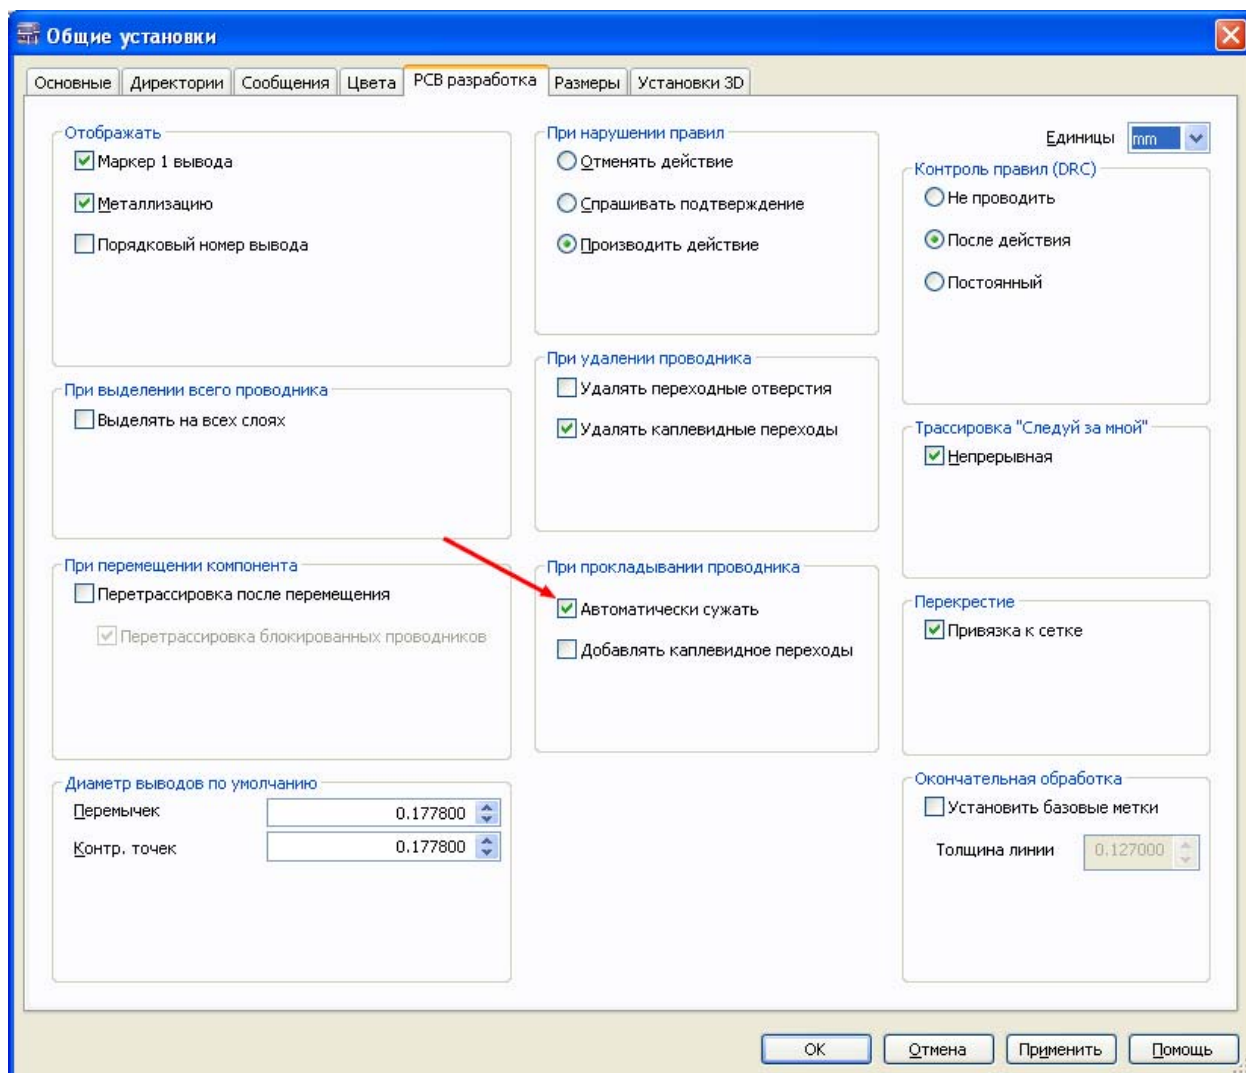 Общие установки
Основные Директории Сообщения Цвета PCB разработка Размеры Установки 3D
Отображать
Маркер 1 вывода
Металлизацию
Порядковый номер вывода
При выделении всего проводника
Выделять на всех слоях
При перемещении компонента
Перетрассировка после перемещения
Перетрассировка блокированных проводников
Диаметр выводов по умолчанию
Перемычек 0.177800
Контр. точек 0.177800
При нарушении правил
Отменять действие
Спрашивать подтверждение
Производить действие
При удалении проводника
Удалять переходные отверстия
Удалять каплевидные переходы
При прокладывании проводника
Автоматически сужать
Добавлять каплевидное переходы
Единицы mm
Контроль правил (DRC)
Не проводить
После действия
Постоянный
Трассировка "Следуй за мной"
Непрерывная
Перекрестие
Привязка к сетке
Окончательная обработка
Установить базовые метки
Толщина линии 0.127000
OK Отмена Применить Помощь